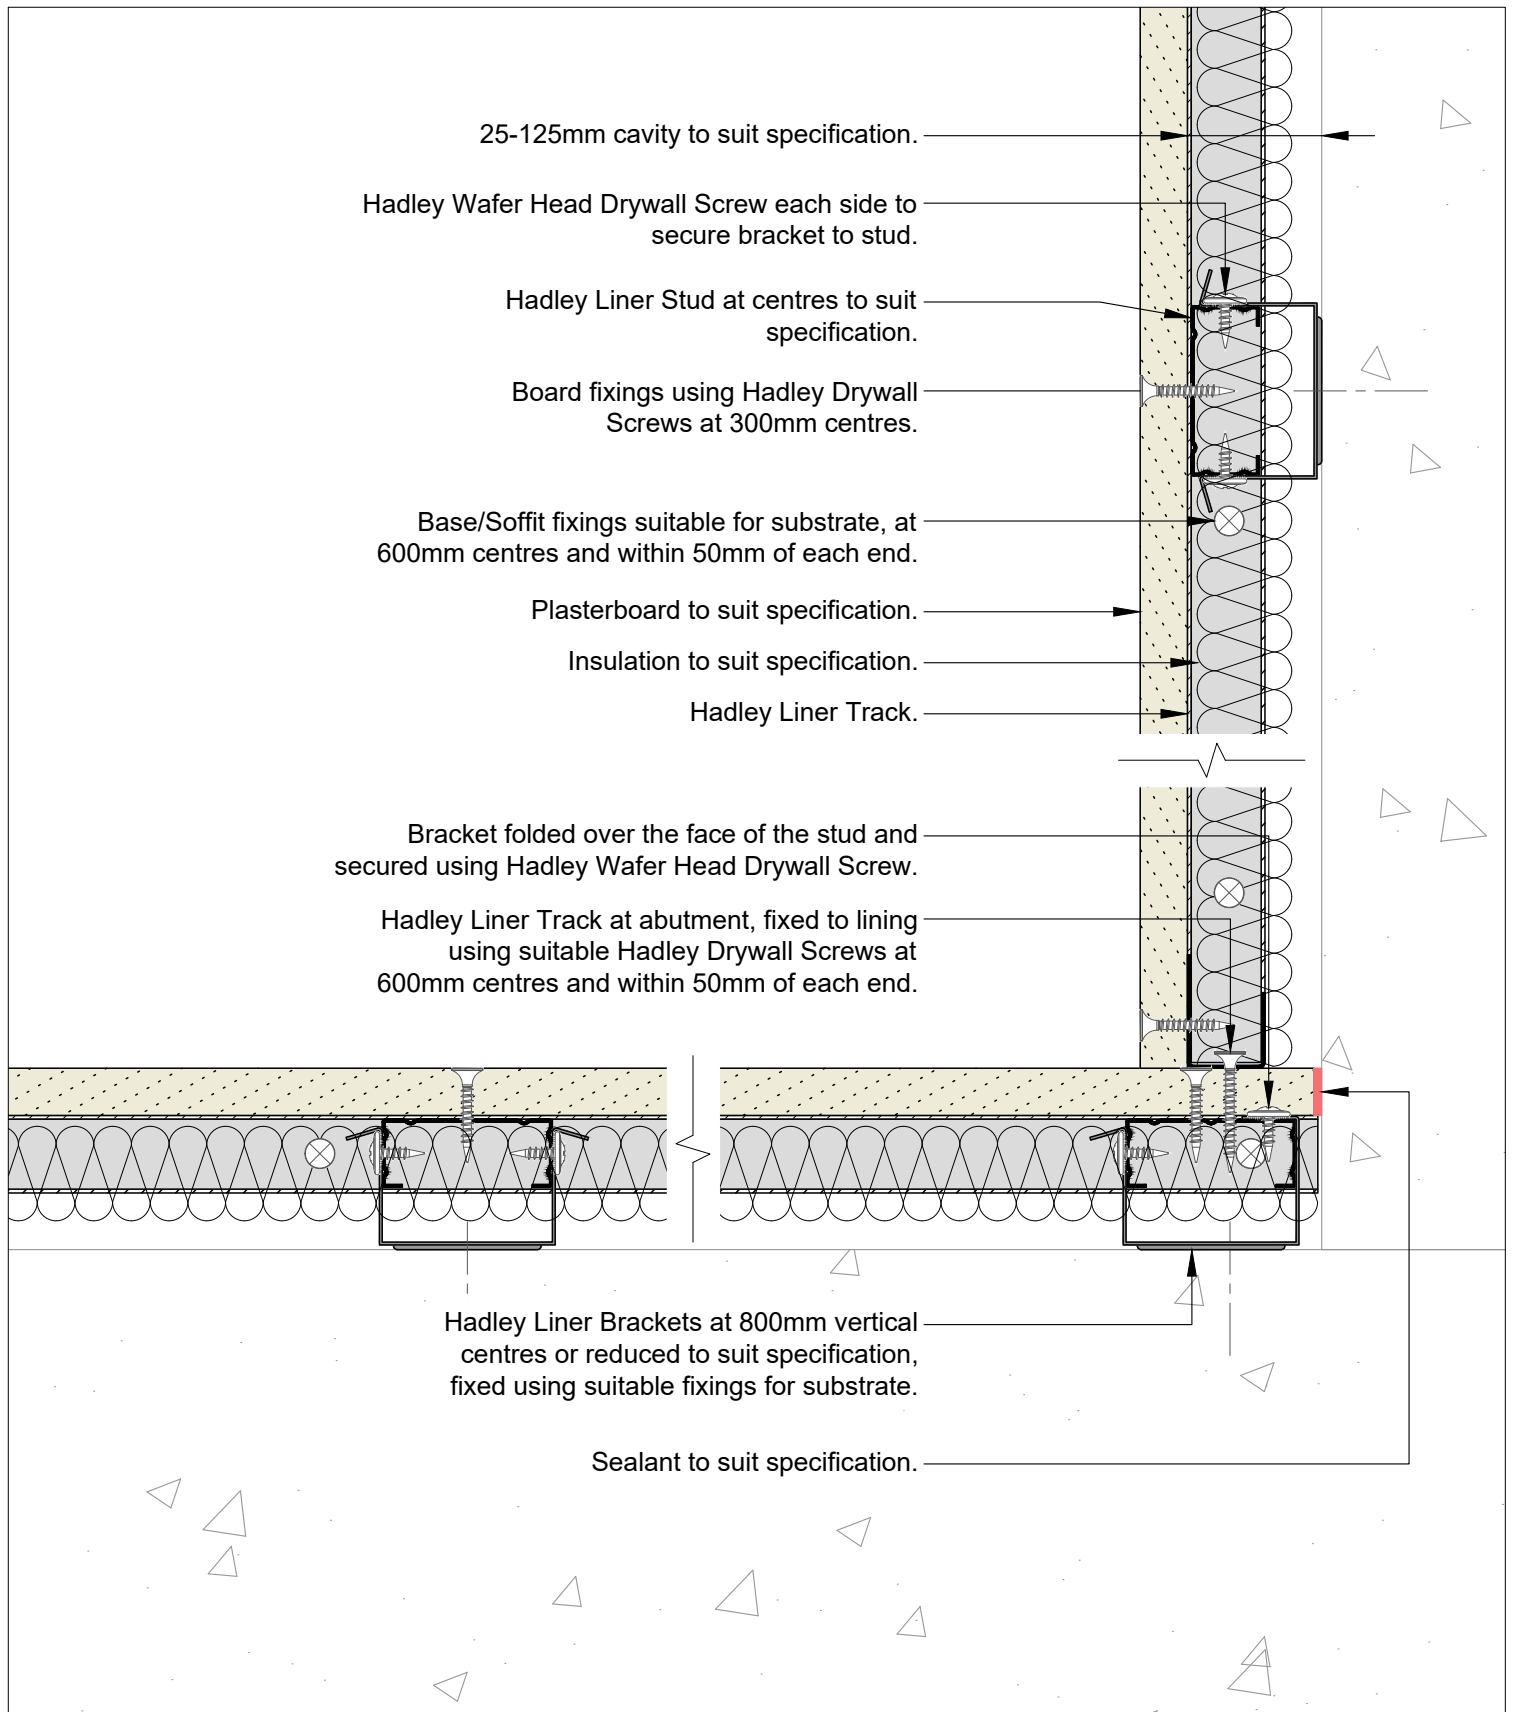 25-125mm cavity to suit specification.
Hadley Wafer Head Drywall Screw each side to
secure bracket to stud.
Hadley Liner Stud at centres to suit
specification.
Board fixings using Hadley Drywall
Screws at 300mm centres.
Base/Soffit fixings suitable for substrate, at
600mm centres and within 50mm of each end.
Plasterboard to suit specification.
Insulation to suit specification.
Hadley Liner Track.
Bracket folded over the face of the stud and
secured using Hadley Wafer Head Drywall Screw.
Hadley Liner Track at abutment, fixed to lining
using suitable Hadley Drywall Screws at
600mm centres and within 50mm of each end.
Hadley Liner Brackets at 800mm vertical
centres or reduced to suit specification,
fixed using suitable fixings for substrate.
Sealant to suit specification.